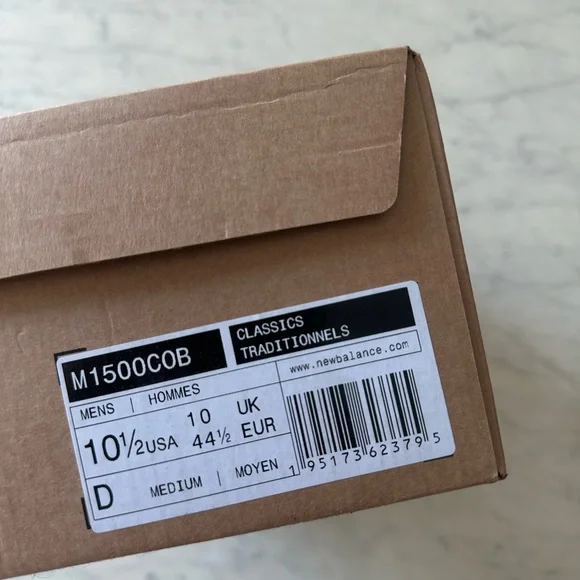 M1500COB
CLASSICS
TRADITIONNELS
www.newbalance.com
MENS | HOMMES
10½USA 10 UK
44½ EUR
D MEDIUM | MOYEN
1 95173 62379 5